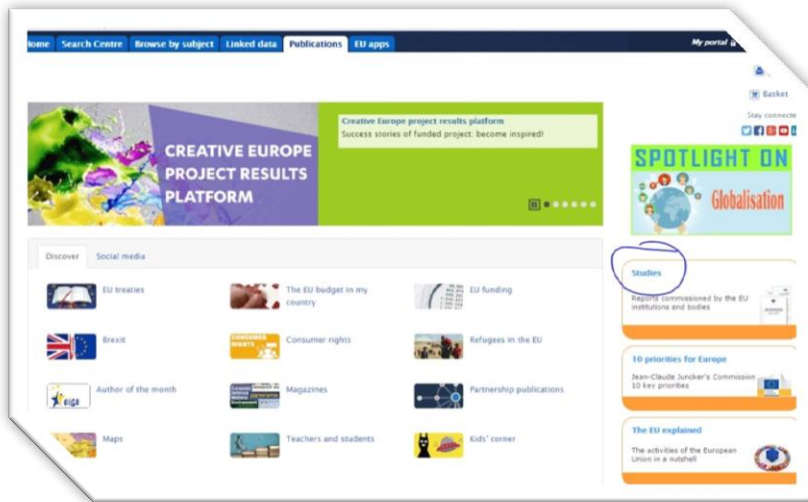 Home Search Centre Browse by subject Linked data Publications EU apps
My portal
Basket
Stay connecte
CREATIVE EUROPE
PROJECT RESULTS
PLATFORM
Creative Europe project results platform
Success stories of funded project: become inspired!
SPOTLIGHT ON
Globalisation
Discover Social media
EU treaties
The EU budget in my
country
EU funding
Brexit
CONSUMER
RIGHTS
Consumer rights
Refugees in the EU
Author of the month
Magazines
Partnership publications
Maps
Teachers and students
Kids' corner
Studies
Reports commissioned by the EU
institutions and bodies
10 priorities for Europe
Jean-Claude Juncker's Commission
10 key priorities
The EU explained
The activities of the European
Union in a nutshell